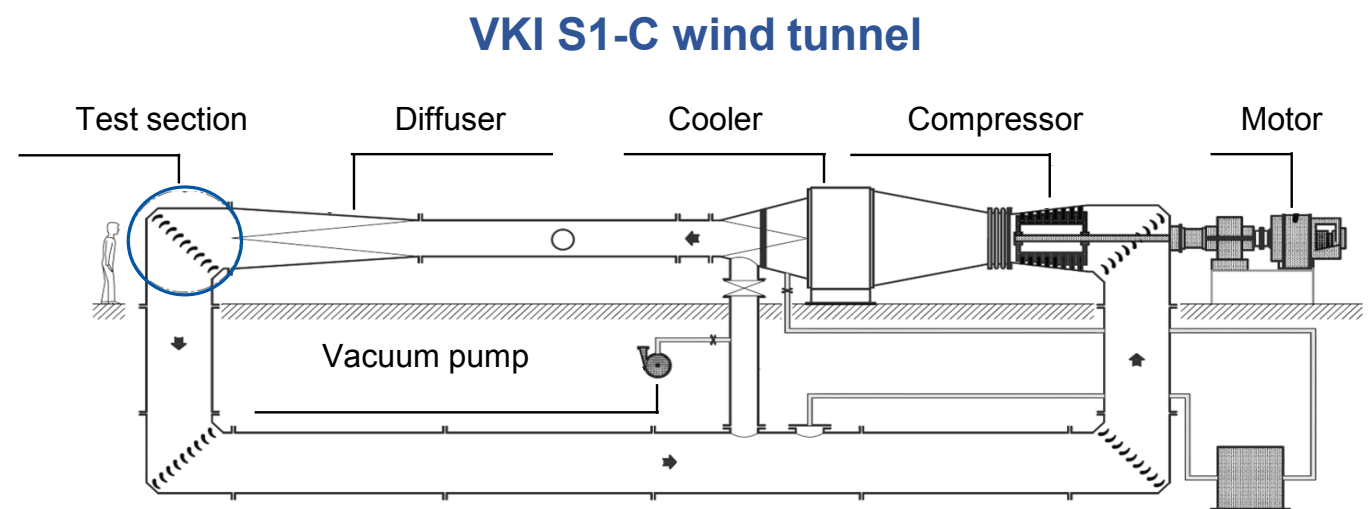 VKI S1-C wind tunnel
Test section
Diffuser
Cooler
Compressor
Motor
Vacuum pump